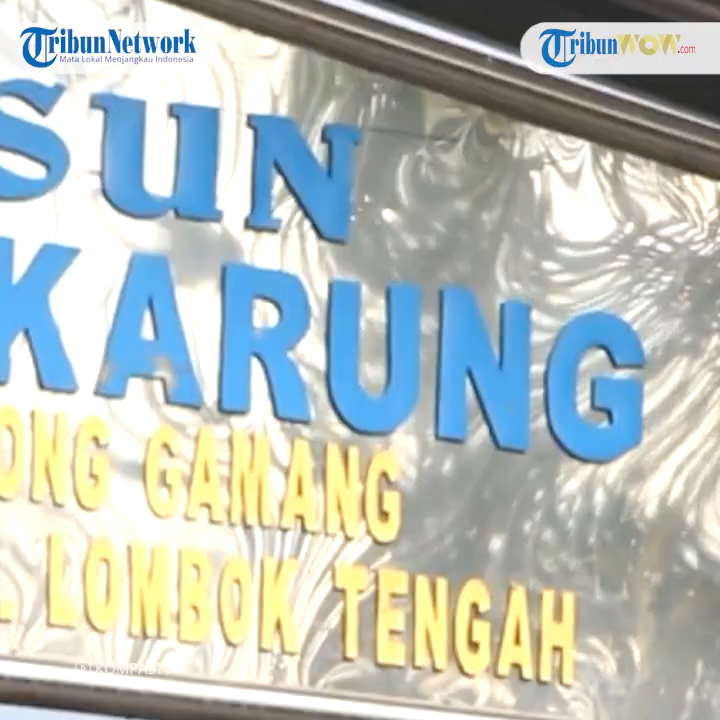 TribunNetwork
Mata Lokal Menjangkau Indonesia
TribunWOW.com
SUN
KARUNG
ONG GAMANG
. LOMBOK TENGAH